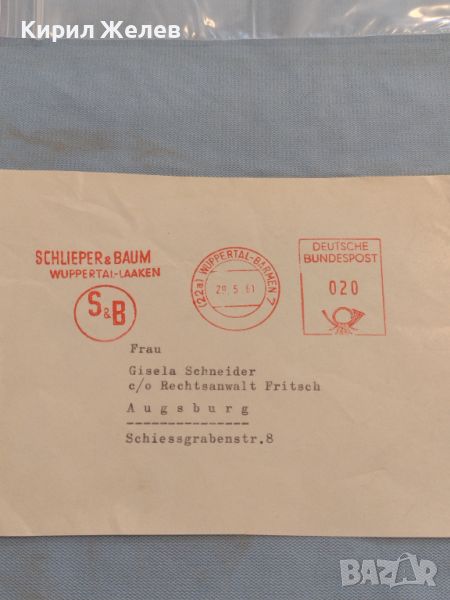 Кирил Желев
SCHLIEPER & BAUM
WUPPERTAL-LAAKEN
S&B
(22a) WUPPERTAL-BARMEN 7
29.5.61
DEUTSCHE
BUNDESPOST
020
Frau
Gisela Schneider
c/o Rechtsanwalt Fritsch
Augsburg
Schiessgrabenstr.8
BAZAR